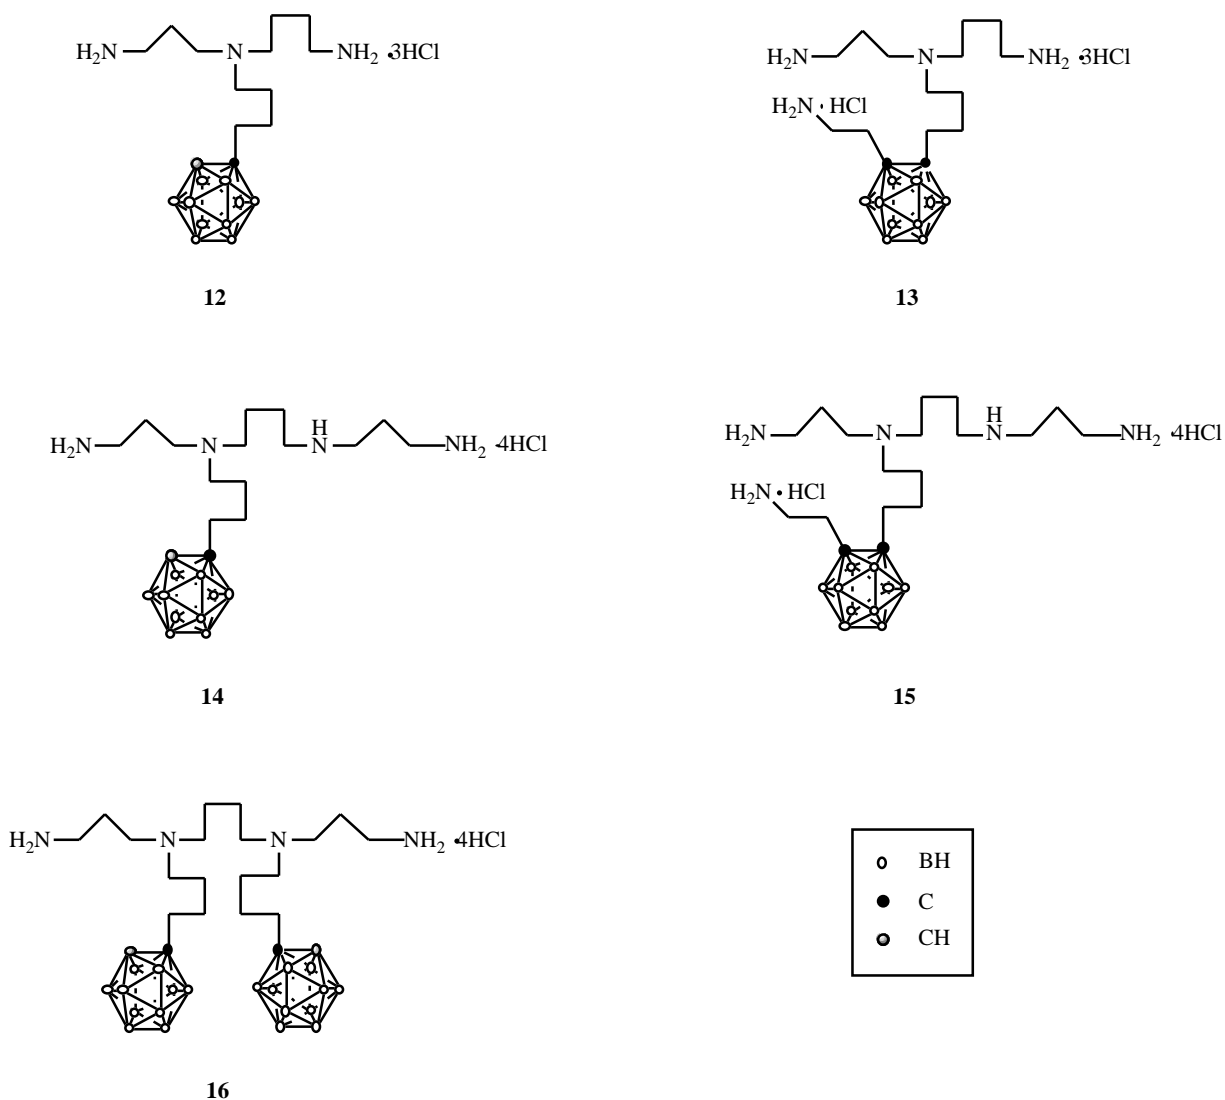 H₂N N NH₂ •3HCl
H₂N N NH₂ •3HCl
H₂N • HCl
12
13
H₂N N H N NH₂ •4HCl
H₂N N H N NH₂ •4HCl
H₂N • HCl
14
15
H₂N N N NH₂ •4HCl
BH
C
CH
16